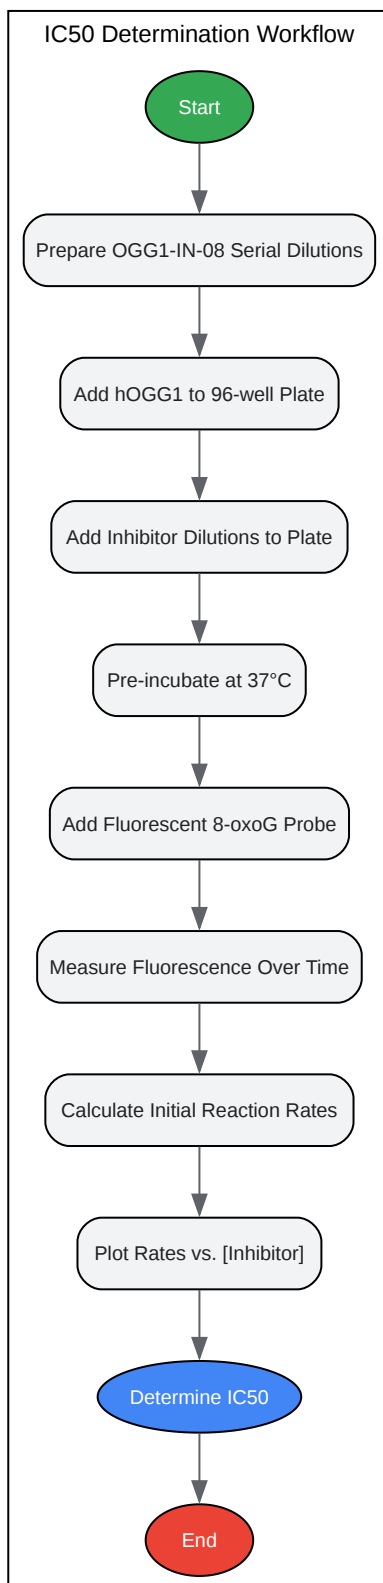 IC50 Determination Workflow
Start
Prepare OGG1-IN-08 Serial Dilutions
Add hOGG1 to 96-well Plate
Add Inhibitor Dilutions to Plate
Pre-incubate at 37°C
Add Fluorescent 8-oxoG Probe
Measure Fluorescence Over Time
Calculate Initial Reaction Rates
Plot Rates vs. [Inhibitor]
Determine IC50
End